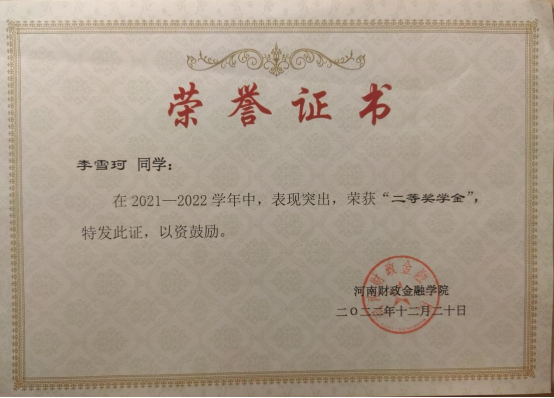 荣誉证书
李雪珂 同学：
在 2021—2022 学年中，表现突出，荣获“二等奖学金”，
特发此证，以资鼓励。
河南财政金融学院
二〇二二年十二月二十日